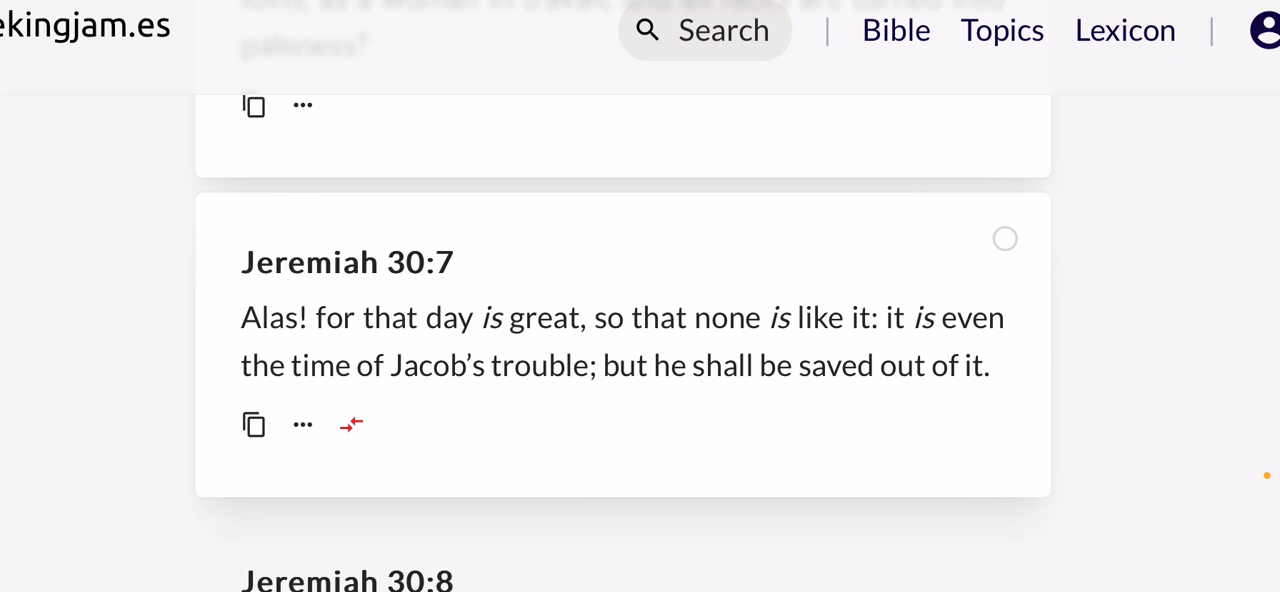 ekingjam.es
Search | Bible Topics Lexicon |
paleness?
Jeremiah 30:7
Alas! for that day is great, so that none is like it: it is even
the time of Jacob’s trouble; but he shall be saved out of it.
Jeremiah 30:8